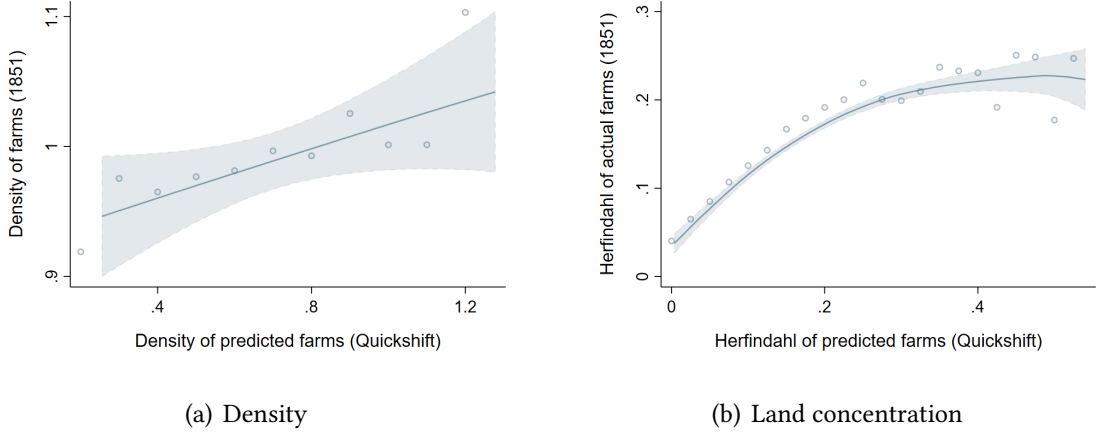 Density of farms (1851)
1.1
1
.9
.4
.8
1.2
Density of predicted farms (Quickshift)
(a) Density
Herfindahl of actual farms (1851)
.3
.2
.1
0
0
.2
.4
Herfindahl of predicted farms (Quickshift)
(b) Land concentration